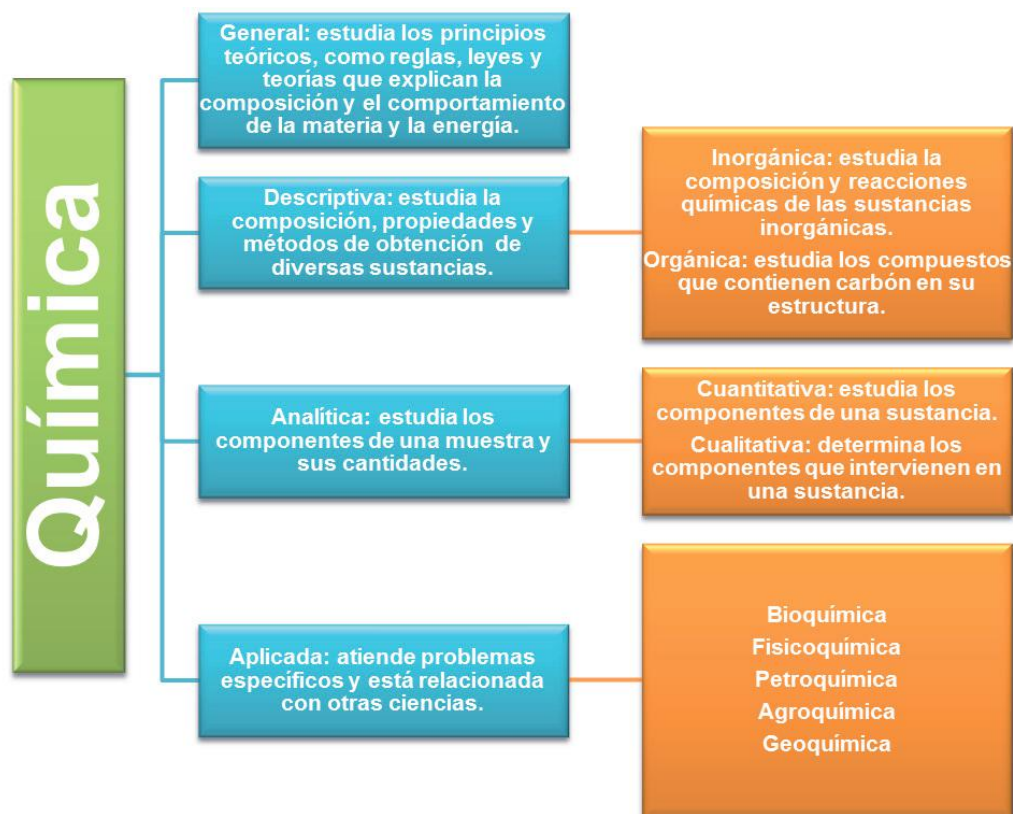 Química
General: estudia los principios
teóricos, como reglas, leyes y
teorías que explican la
composición y el comportamiento
de la materia y la energía.
Descriptiva: estudia la
composición, propiedades y
métodos de obtención de
diversas sustancias.
Inorgánica: estudia la
composición y reacciones
químicas de las sustancias
inorgánicas.
Orgánica: estudia los compuestos
que contienen carbón en su
estructura.
Analítica: estudia los
componentes de una muestra y
sus cantidades.
Cuantitativa: estudia los
componentes de una sustancia.
Cualitativa: determina los
componentes que intervienen en
una sustancia.
Aplicada: atiende problemas
especificos y está relacionada
con otras ciencias.
Bioquímica
Fisicoquímica
Petroquímica
Agroquímica
Geoquímica